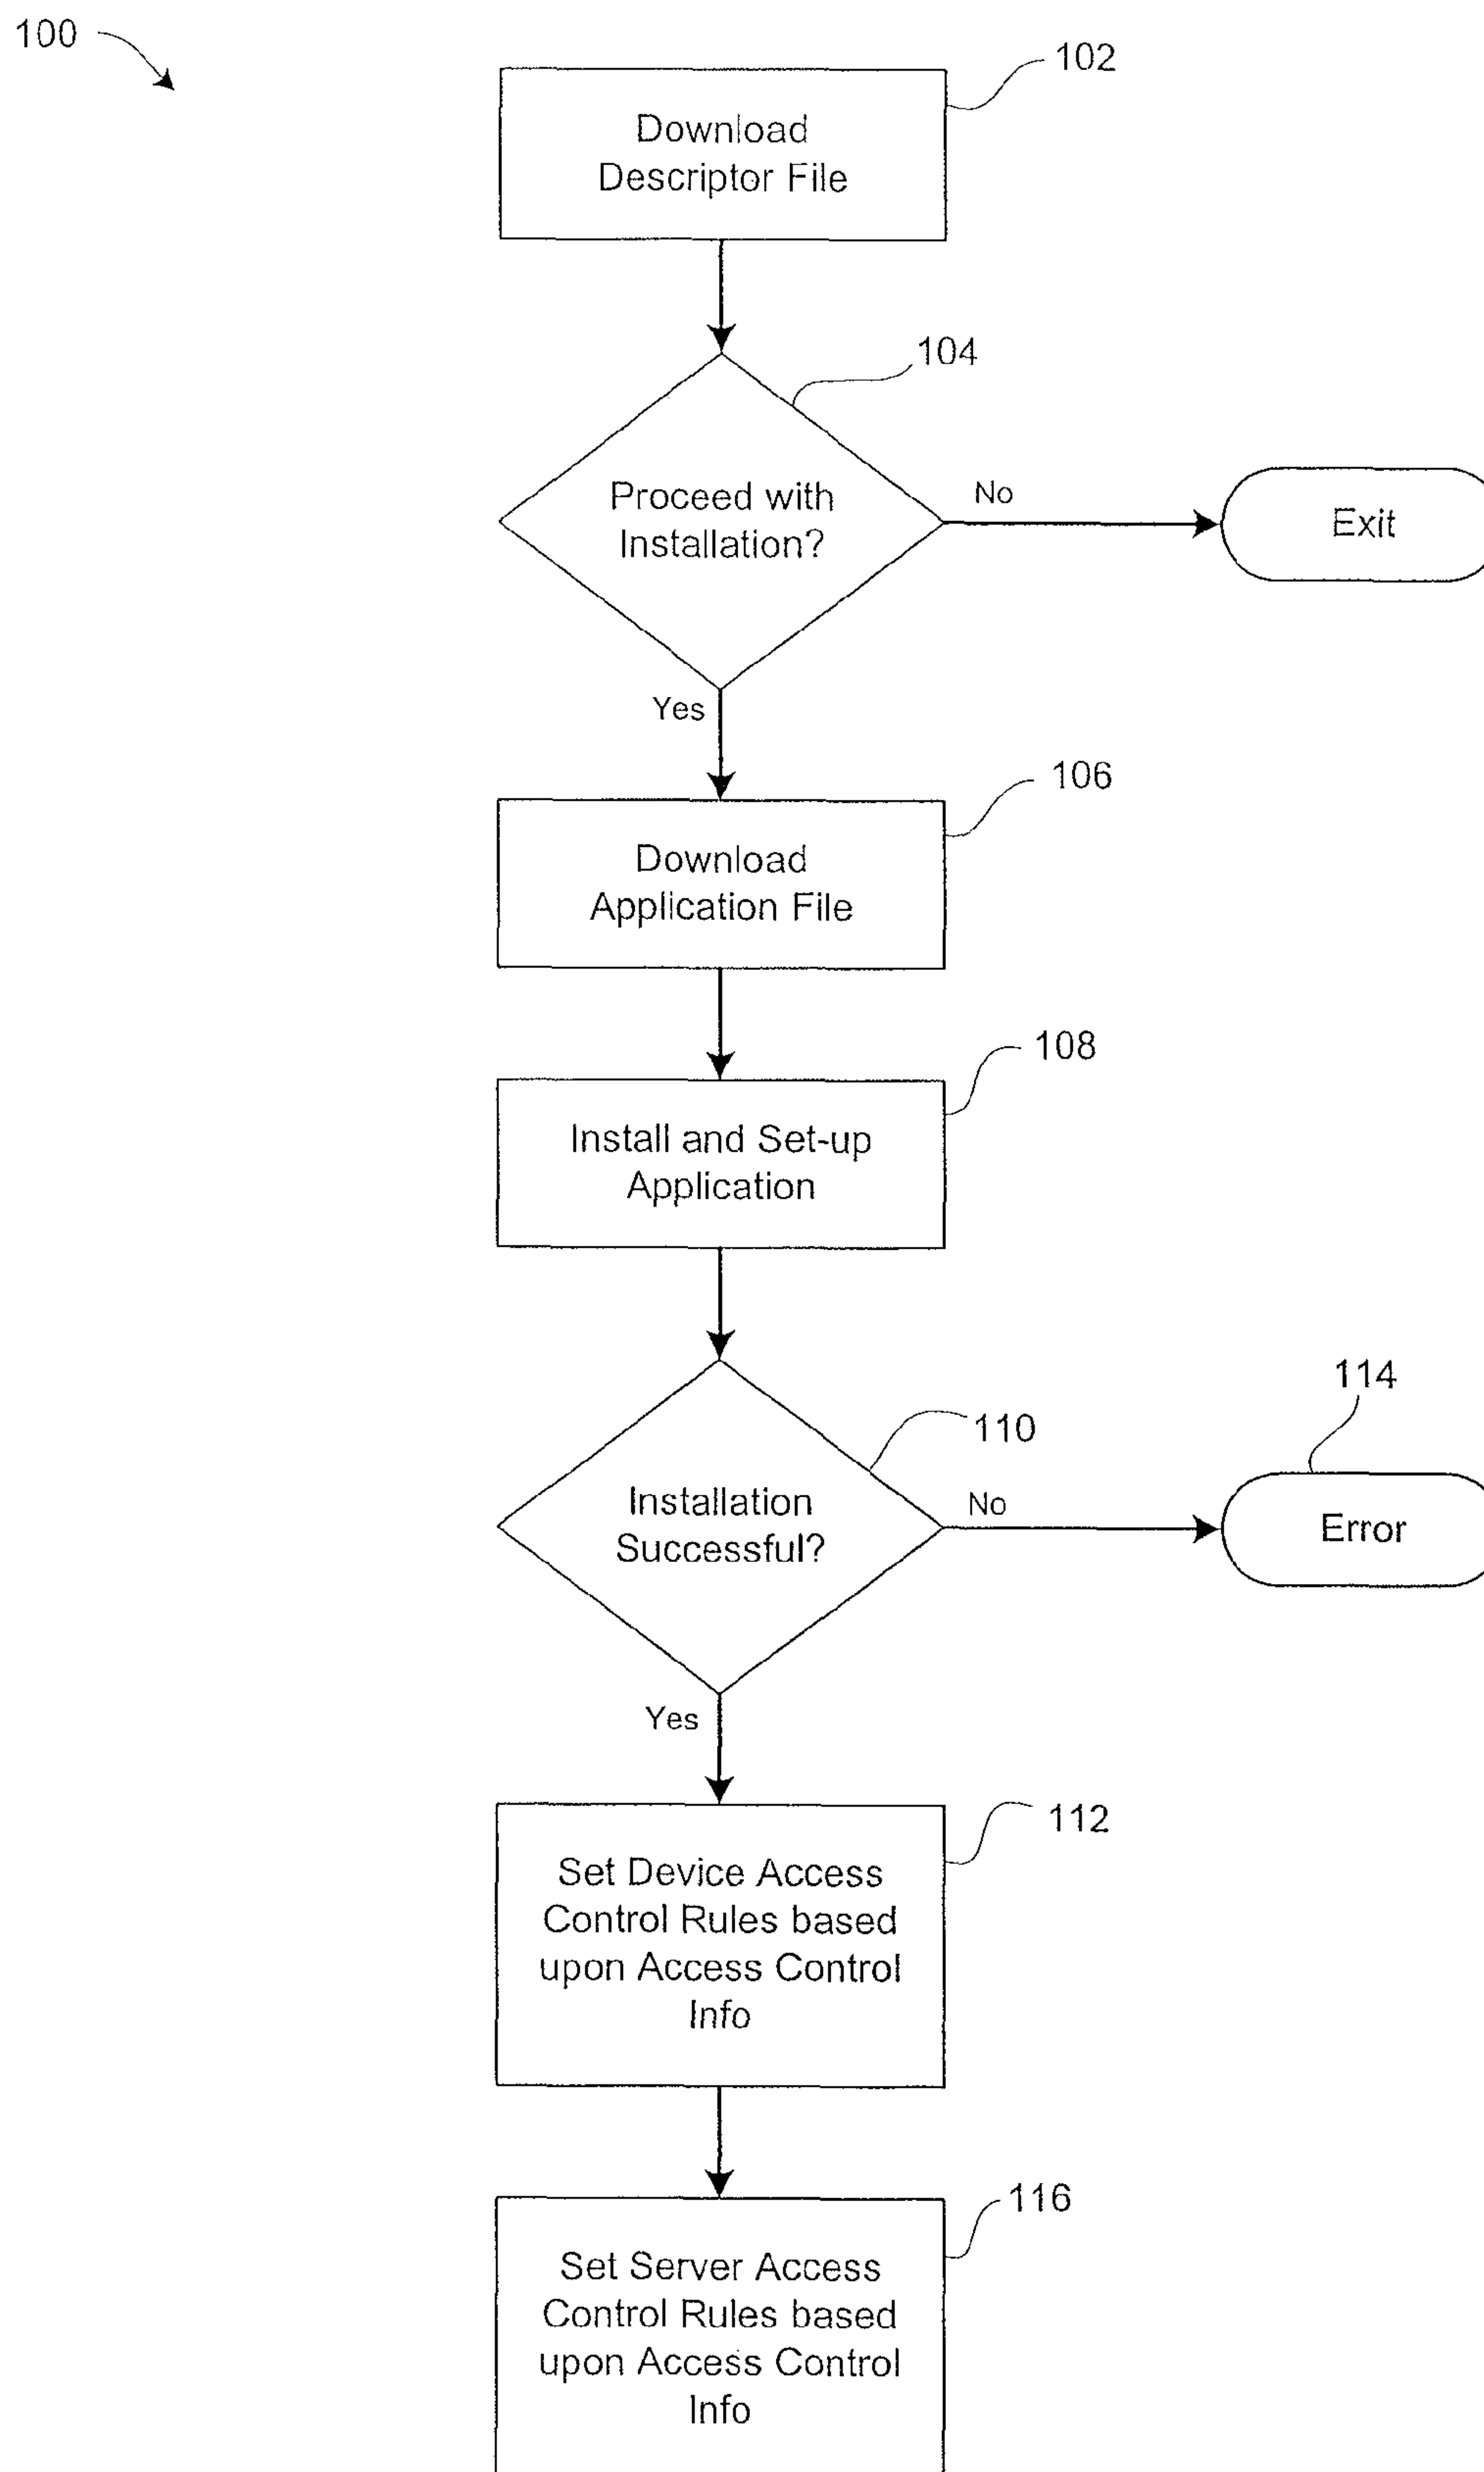 100
102
Download
Descriptor File
104
Proceed with
Installation?
No
Exit
Yes
106
Download
Application File
108
Install and Set-up
Application
110
Installation
Successful?
No
114
Error
Yes
112
Set Device Access
Control Rules based
upon Access Control
Info
116
Set Server Access
Control Rules based
upon Access Control
Info